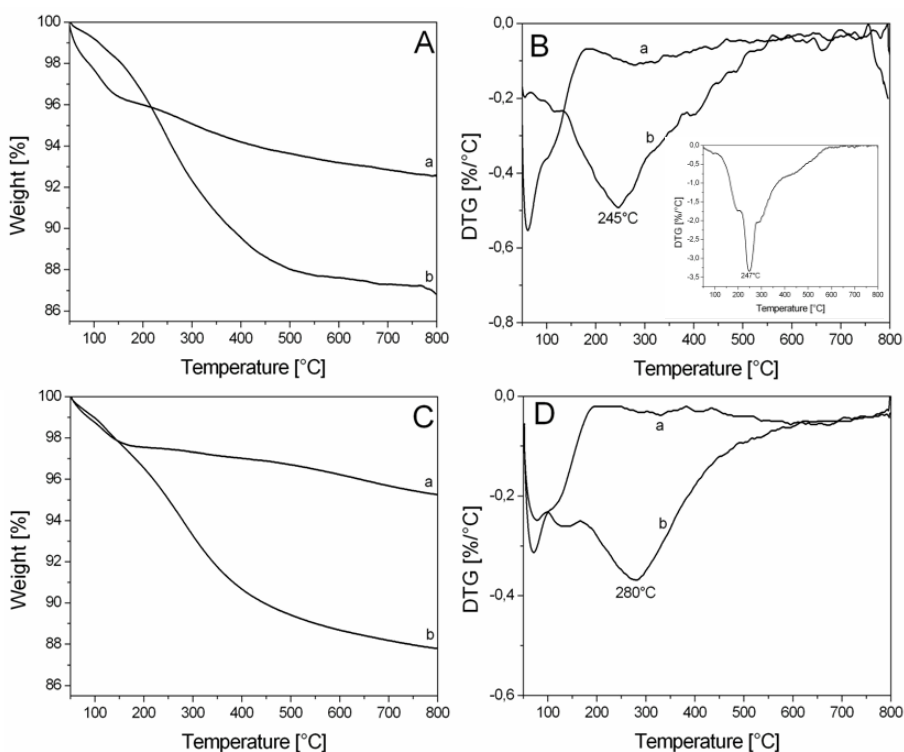 A
100
98
96
94
92
90
88
86
Weight [%]
a
b
100 200 300 400 500 600 700 800
Temperature [°C]
B
0,0
-0,2
-0,4
-0,6
-0,8
DTG [%/°C]
a
b
245°C
100 200 300 400 500 600 700 800
Temperature [°C]
0,0
-0,5
-1,0
-1,5
-2,0
-2,5
-3,0
-3,5
DTG [%/°C]
247°C
100 200 300 400 500 600 700 800
Temperature [°C]
C
100
98
96
94
92
90
88
86
Weight [%]
a
b
100 200 300 400 500 600 700 800
Temperature [°C]
D
0,0
-0,2
-0,4
-0,6
DTG [%/°C]
a
b
280°C
100 200 300 400 500 600 700 800
Temperature [°C]